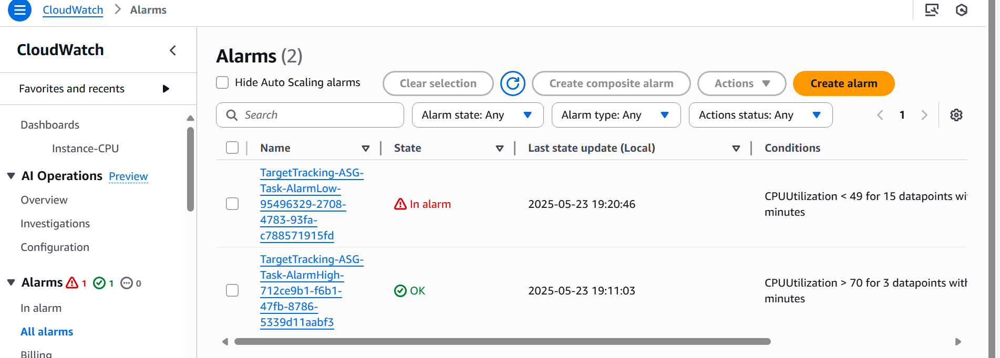 CloudWatch > Alarms
CloudWatch
Favorites and recents
Dashboards
Instance-CPU
AI Operations Preview
Overview
Investigations
Configuration
Alarms 1 1 0
In alarm
All alarms
Billing
Alarms (2)
Hide Auto Scaling alarms
Clear selection
Create composite alarm
Actions
Create alarm
Search
Alarm state: Any
Alarm type: Any
Actions status: Any
1
Name State Last state update (Local) Conditions
TargetTracking-ASG-
Task-AlarmLow-
95496329-2708-
4783-93fa-
c788571915fd
In alarm
2025-05-23 19:20:46
CPUUtilization < 49 for 15 datapoints
minutes
TargetTracking-ASG-
Task-AlarmHigh-
712ce9b1-f6b1-
47fb-8786-
5339d11aabf3
OK
2025-05-23 19:11:03
CPUUtilization > 70 for 3 datapoints
minutes